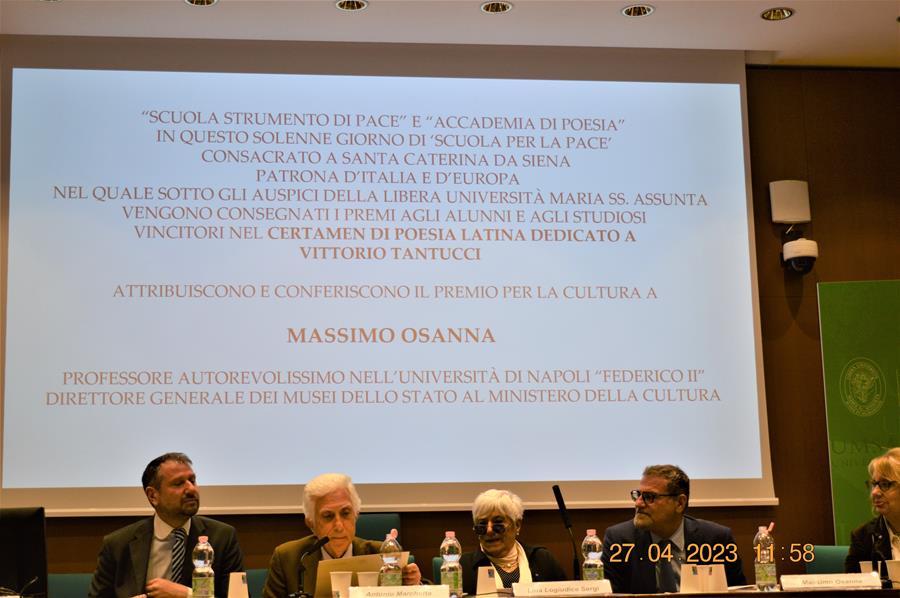 “SCUOLA STRUMENTO DI PACE” E “ACCADEMIA DI POESIA”
IN QUESTO SOLENNE GIORNO DI ‘SCUOLA PER LA PACE’
CONSACRATO A SANTA CATERINA DA SIENA
PATRONA D’ITALIA E D’EUROPA
NEL QUALE SOTTO GLI AUSPICI DELLA LIBERA UNIVERSITÀ MARIA SS. ASSUNTA
VENGONO CONSEGNATI I PREMI AGLI ALUNNI E AGLI STUDIOSI
VINCITORI NEL CERTAMEN DI POESIA LATINA DEDICATO A
VITTORIO TANTUCCI
ATTRIBUISCONO E CONFERISCONO IL PREMIO PER LA CULTURA A
MASSIMO OSANNA
PROFESSORE AUTOREVOLISSIMO NELL’UNIVERSITÀ DI NAPOLI “FEDERICO II”
DIRETTORE GENERALE DEI MUSEI DELLO STATO AL MINISTERO DELLA CULTURA
27 04 2023 11 58
Antonio Marchetta
Lina Iogiudice Sergi
Massimo Osanna